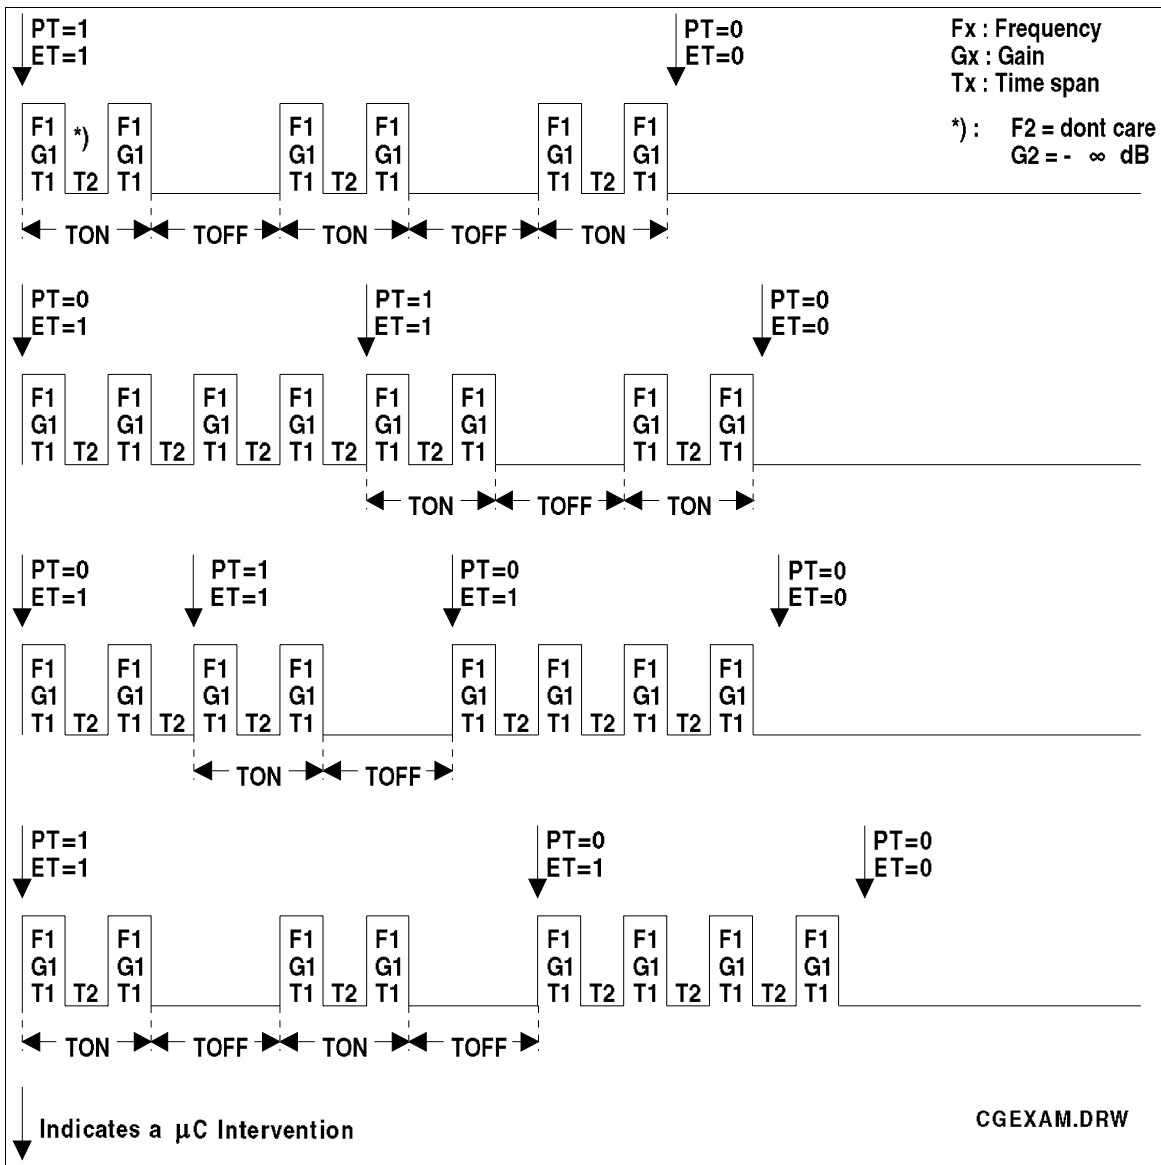 PT=1 PT=0 Fx : Frequency
ET=1 ET=0 Gx : Gain
Tx : Time span
*) : F2 = dont care
G2 = - ∞ dB
F1 *) F1 F1 F1 F1 F1
G1 G1 G1 G1 G1 G1
T1 T2 T1 T1 T2 T1 T1 T2 T1
TON TOFF TON TOFF TON
PT=0 PT=1 PT=0
ET=1 ET=1 ET=0
F1 F1 F1 F1 F1 F1 F1 F1
G1 G1 G1 G1 G1 G1 G1 G1
T1 T2 T1 T2 T1 T2 T1 T2 T1 T2 T1 T1 T2 T1
TON TOFF TON
PT=0 PT=1 PT=0 PT=0
ET=1 ET=1 ET=1 ET=0
F1 F1 F1 F1 F1 F1 F1 F1
G1 G1 G1 G1 G1 G1 G1 G1
T1 T2 T1 T2 T1 T2 T1 T1 T2 T1 T2 T1 T2 T1
TON TOFF
PT=1 PT=0 PT=0
ET=1 ET=1 ET=0
F1 F1 F1 F1 F1 F1 F1 F1
G1 G1 G1 G1 G1 G1 G1 G1
T1 T2 T1 T1 T2 T1 T1 T2 T1 T2 T1 T2 T1
TON TOFF TON TOFF
Indicates a µC Intervention
CGEXAM.DRW